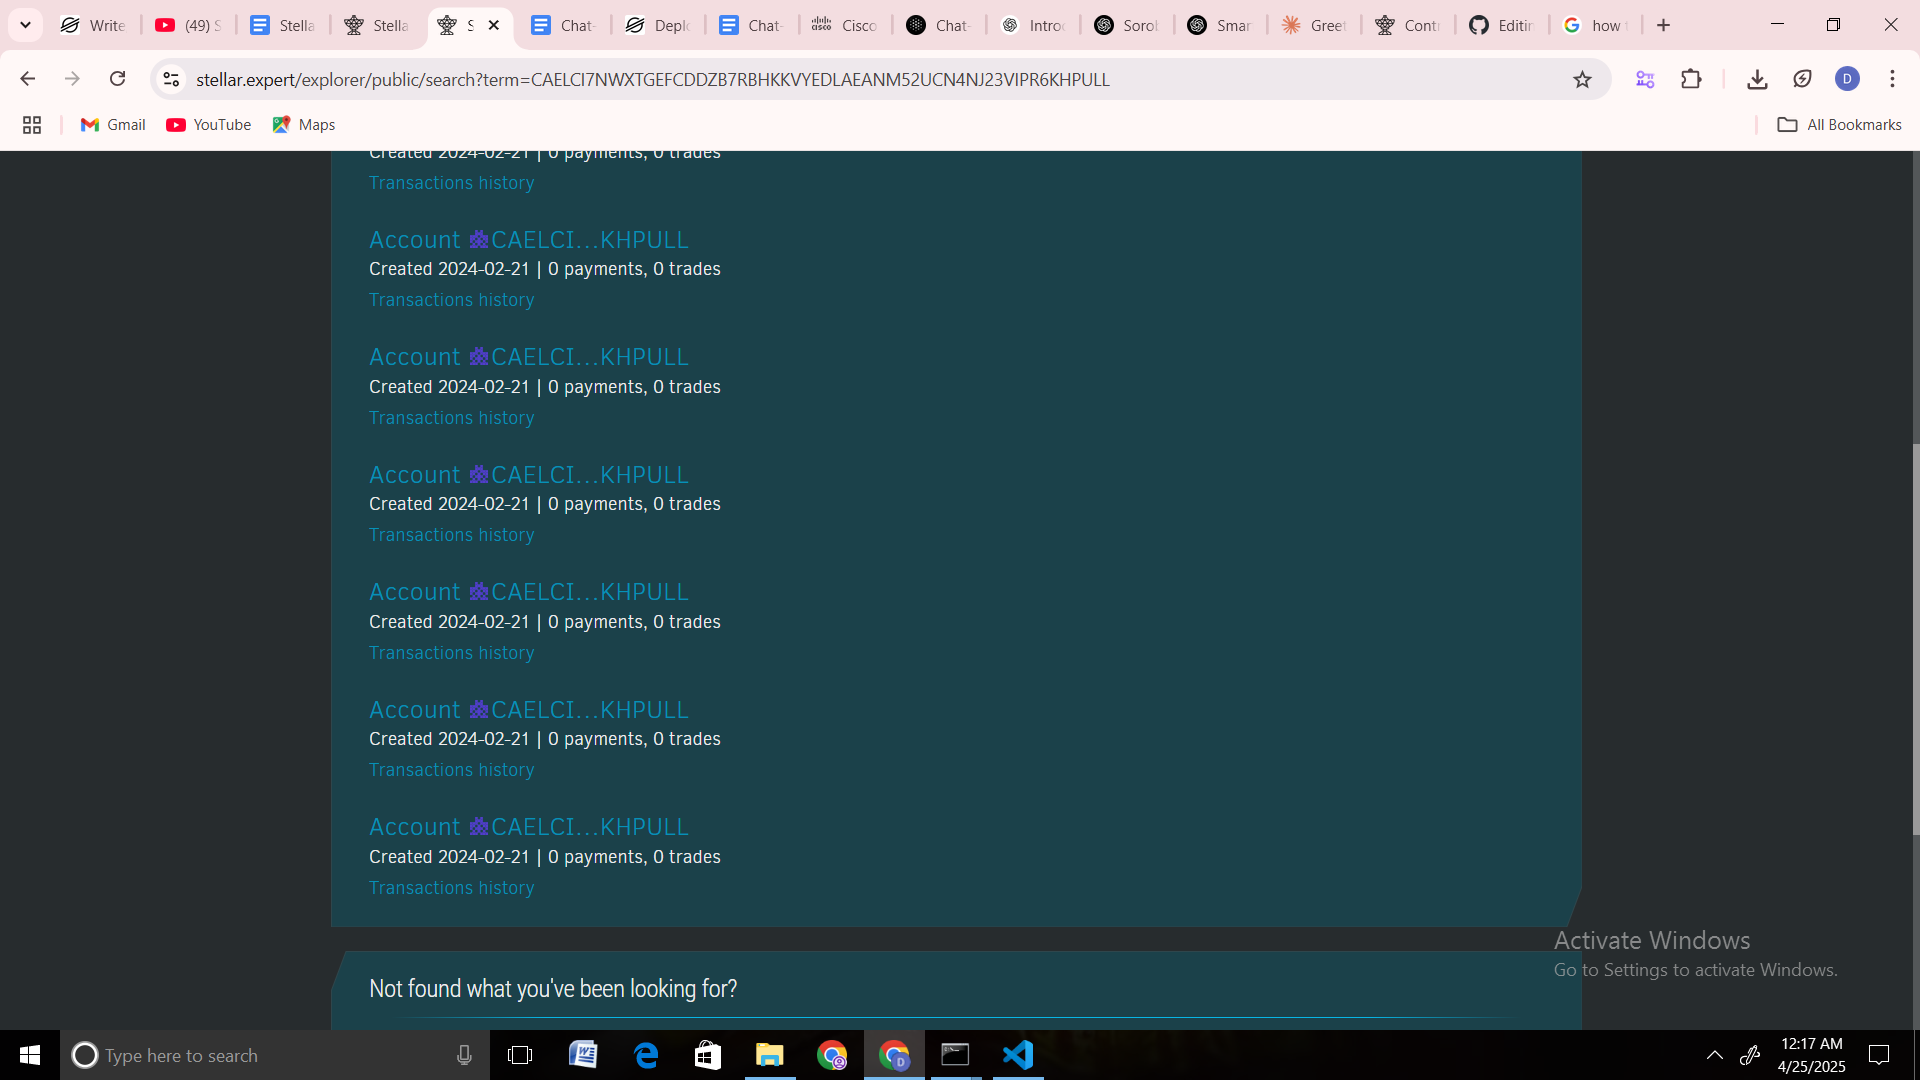 Write
(49) S
Stella
Stella
S
Chat-
Deplo
Chat-
Cisco
Chat-
Introd
Sorob
Smar
Greet
Contr
Editin
how t
stellar.expert/explorer/public/search?term=CAELCI7NWXTGEFCDDZB7RBHKKVYEDLAEANM52UCN4NJ23VIPR6KHPULL
D
Gmail
YouTube
Maps
All Bookmarks
Created 2024-02-21 | 0 payments, 0 trades
Transactions history
Account CAELCI...KHPULL
Created 2024-02-21 | 0 payments, 0 trades
Transactions history
Account CAELCI...KHPULL
Created 2024-02-21 | 0 payments, 0 trades
Transactions history
Account CAELCI...KHPULL
Created 2024-02-21 | 0 payments, 0 trades
Transactions history
Account CAELCI...KHPULL
Created 2024-02-21 | 0 payments, 0 trades
Transactions history
Account CAELCI...KHPULL
Created 2024-02-21 | 0 payments, 0 trades
Transactions history
Account CAELCI...KHPULL
Created 2024-02-21 | 0 payments, 0 trades
Transactions history
Not found what you've been looking for?
Activate Windows
Go to Settings to activate Windows.
Type here to search
12:17 AM
4/25/2025